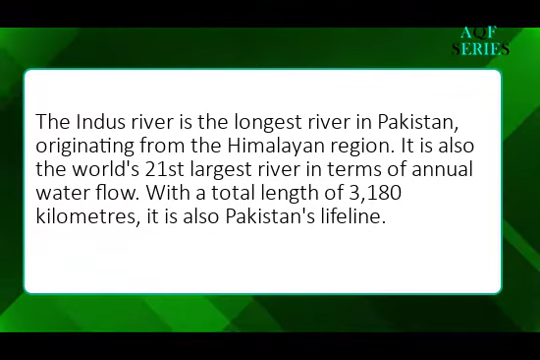 AQF
SERIES
The Indus river is the longest river in Pakistan,
originating from the Himalayan region. It is also
the world's 21st largest river in terms of annual
water flow. With a total length of 3,180
kilometres, it is also Pakistan's lifeline.